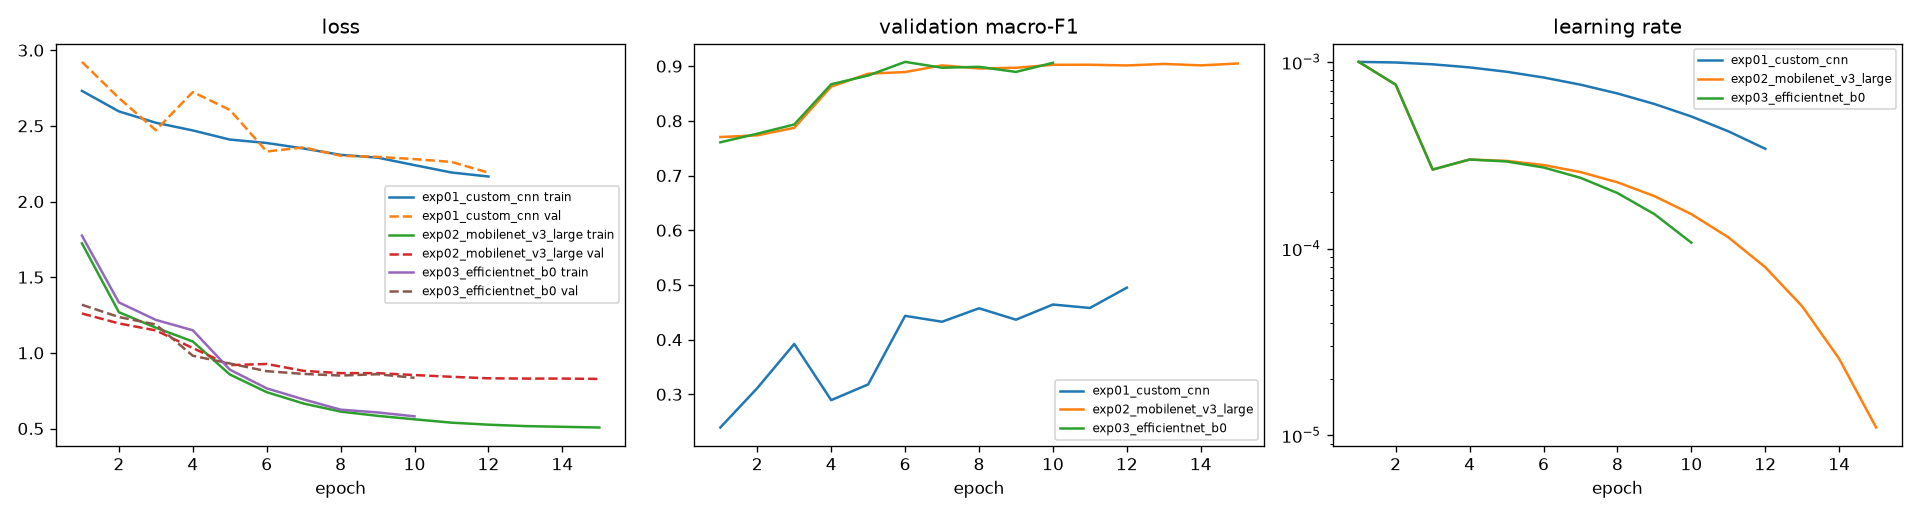 loss
3.0
2.5
2.0
1.5
1.0
0.5
2 4 6 8 10 12 14
epoch
exp01_custom_cnn train
exp01_custom_cnn val
exp02_mobilenet_v3_large train
exp02_mobilenet_v3_large val
exp03_efficientnet_b0 train
exp03_efficientnet_b0 val
validation macro-F1
0.9
0.8
0.7
0.6
0.5
0.4
0.3
2 4 6 8 10 12 14
epoch
exp01_custom_cnn
exp02_mobilenet_v3_large
exp03_efficientnet_b0
learning rate
10⁻³
10⁻⁴
10⁻⁵
2 4 6 8 10 12 14
epoch
exp01_custom_cnn
exp02_mobilenet_v3_large
exp03_efficientnet_b0